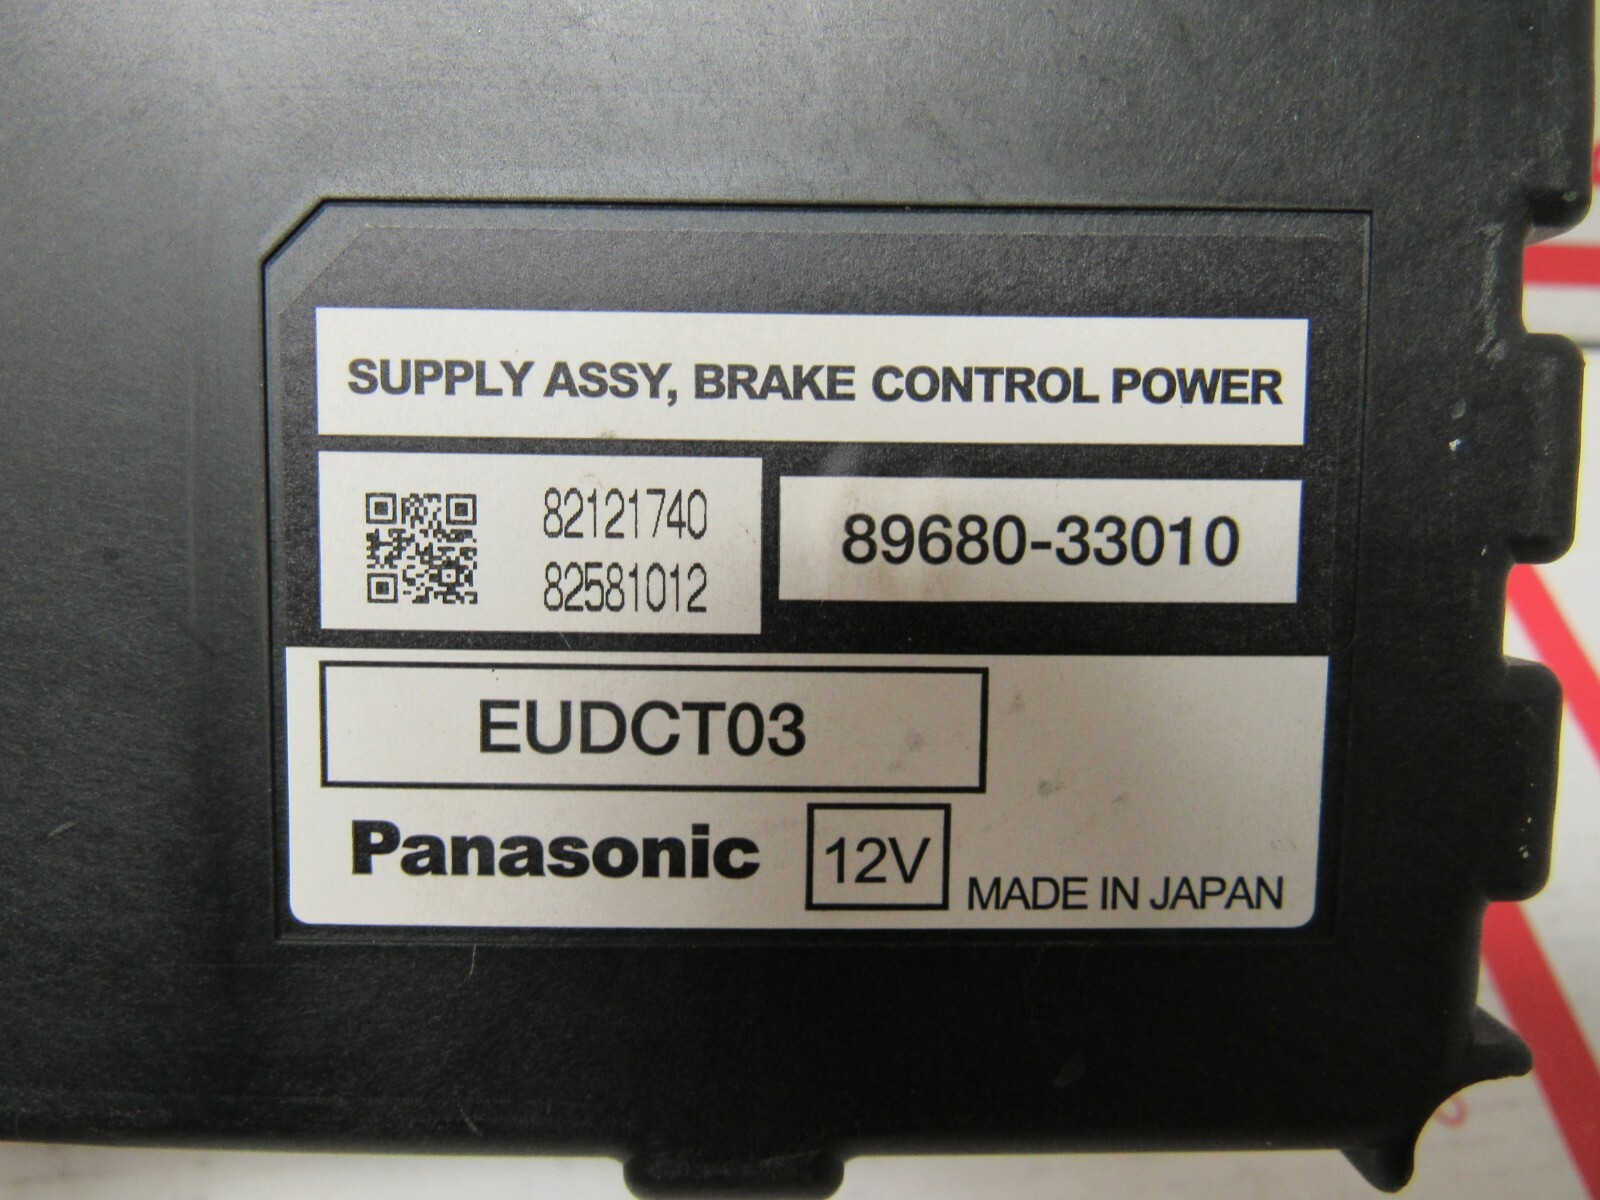 SUPPLY ASSY, BRAKE CONTROL POWER
82121740
82581012
89680-33010
EUDCT03
Panasonic 12V MADE IN JAPAN